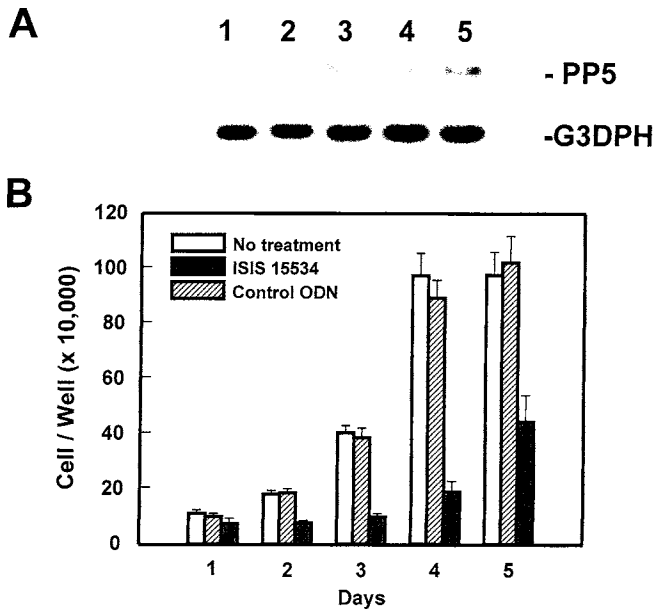 A
1 2 3 4 5
- PP5
-G3DPH
B
120
100
80
60
40
20
0
Cell / Well (x 10,000)
No treatment
ISIS 15534
Control ODN
1 2 3 4 5
Days